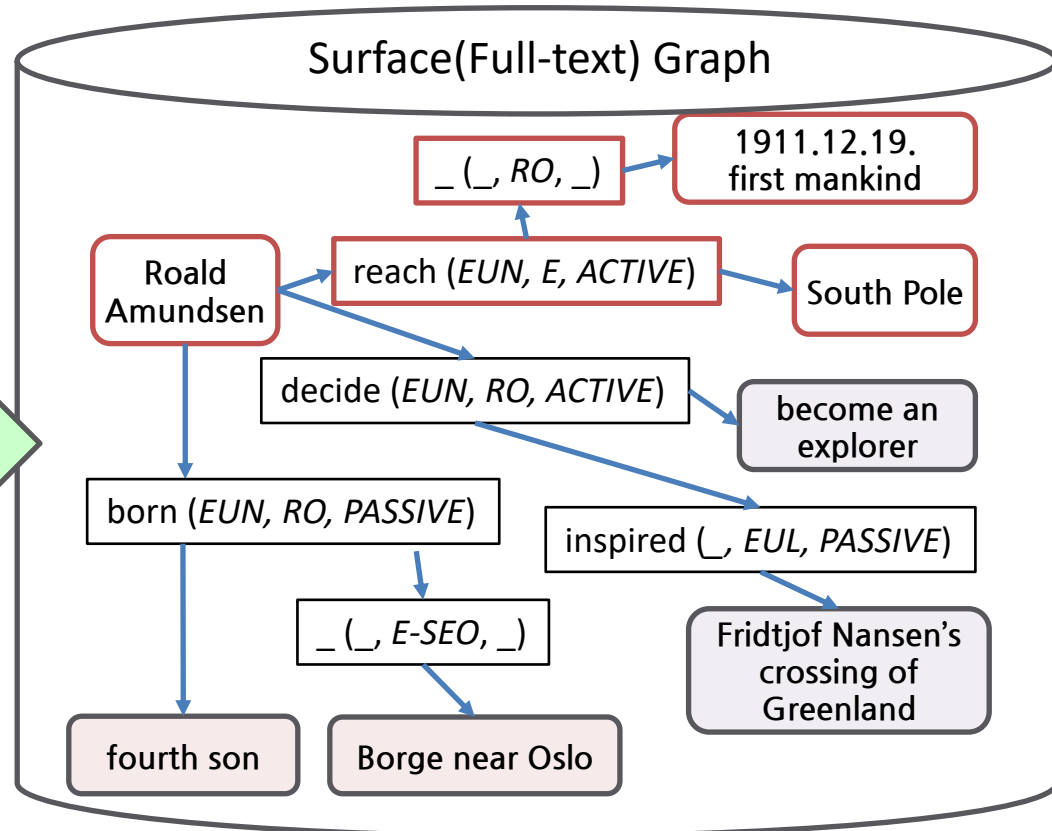 Surface(Full-text) Graph
1911.12.19.
first mankind
_ (_, RO, _)
Roald
Amundsen
reach (EUN, E, ACTIVE)
South Pole
decide (EUN, RO, ACTIVE)
become an
explorer
born (EUN, RO, PASSIVE)
inspired (_, EUL, PASSIVE)
_ (_, E-SEO, _)
Fridtjof Nansen’s
crossing of
Greenland
fourth son
Borge near Oslo